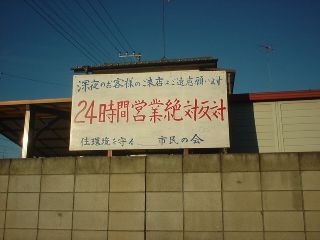 深夜のお客様のご来店はご遠慮願います
24時間営業絶対反対
住環境を守る 市民の会